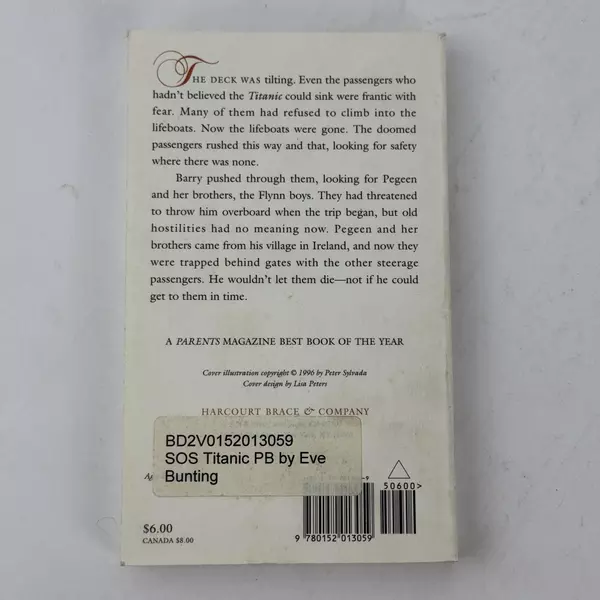 THE DECK WAS tilting. Even the passengers who
hadn't believed the Titanic could sink were frantic with
fear. Many of them had refused to climb into the
lifeboats. Now the lifeboats were gone. The doomed
passengers rushed this way and that, looking for safety
where there was none.
Barry pushed through them, looking for Pegeen
and her brothers, the Flynn boys. They had threatened
to throw him overboard when the trip began, but old
hostilities had no meaning now. Pegeen and her
brothers came from his village in Ireland, and now they
were trapped behind gates with the other steerage
passengers. He wouldn't let them die—not if he could
get to them in time.
A PARENTS MAGAZINE BEST BOOK OF THE YEAR
Cover illustration copyright © 1996 by Peter Sylvada
Cover design by Lisa Peters
HARCOURT BRACE & COMPANY
BD2V0152013059
SOS Titanic PB by Eve
Bunting
50600>
$6.00
CANADA $8.00
9 780152 013059